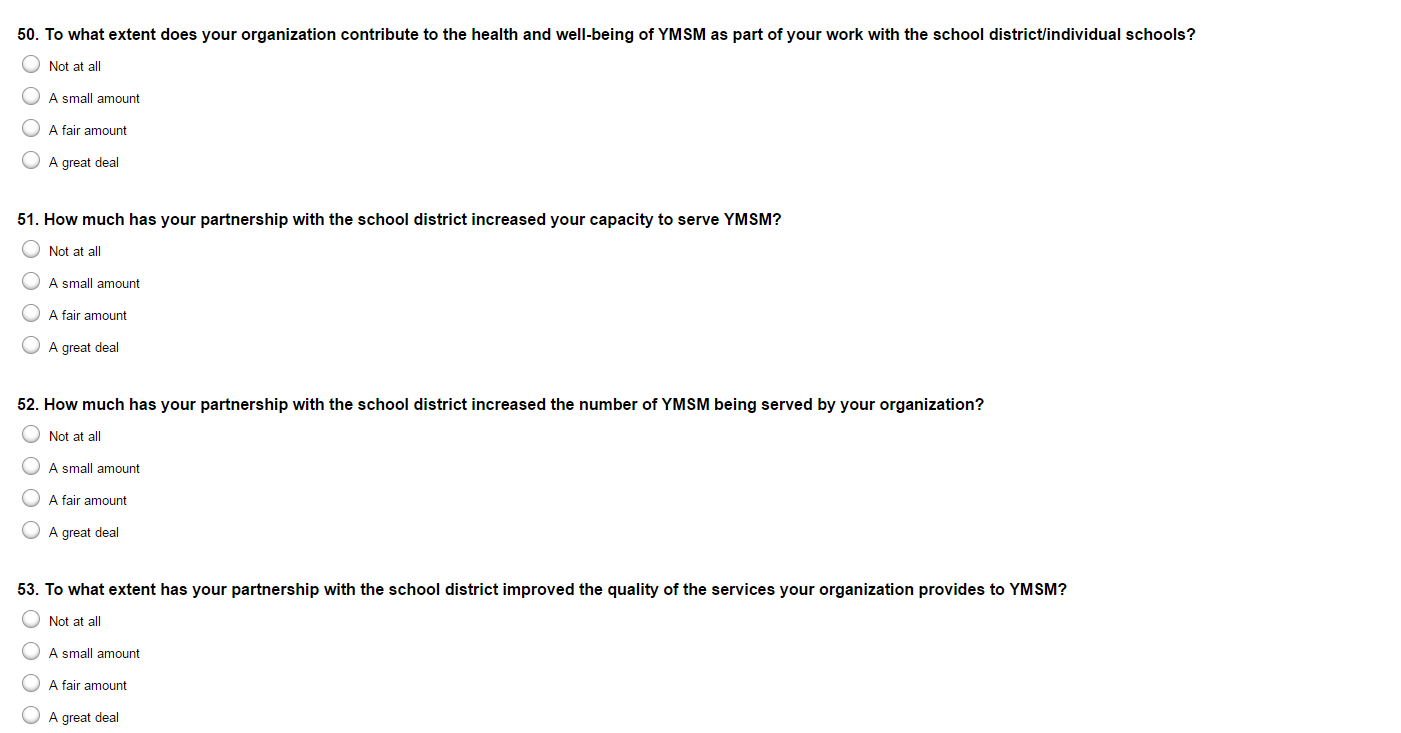 50. To what extent does your organization contribute to the health and well-being of YMSM as part of your work with the school district/individual schools?
Not at all
A small amount
A fair amount
A great deal
51. How much has your partnership with the school district increased your capacity to serve YMSM?
Not at all
A small amount
A fair amount
A great deal
52. How much has your partnership with the school district increased the number of YMSM being served by your organization?
Not at all
A small amount
A fair amount
A great deal
53. To what extent has your partnership with the school district improved the quality of the services your organization provides to YMSM?
Not at all
A small amount
A fair amount
A great deal